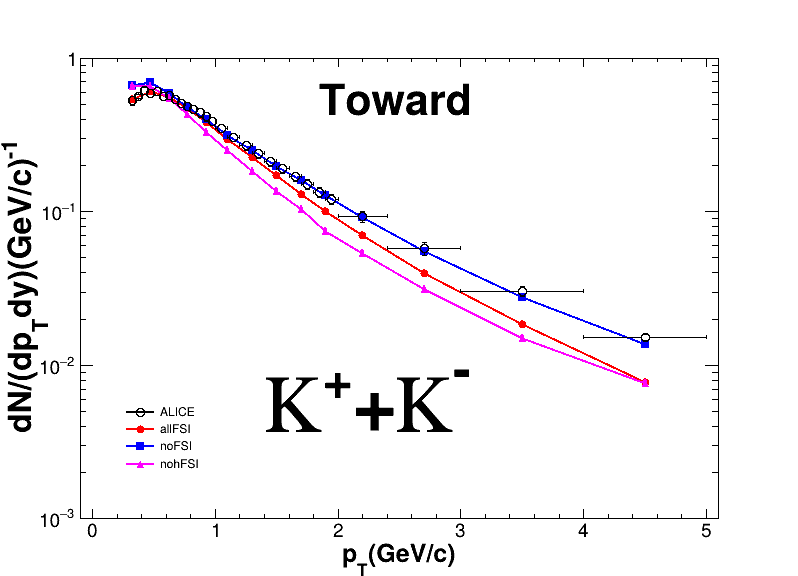 Toward
dN/(dp_T dy)(GeV/c)^-1
1
10^-1
10^-2
10^-3
K^+ + K^-
ALICE
allFSI
noFSI
nohFSI
0 1 2 3 4 5
p_T(GeV/c)